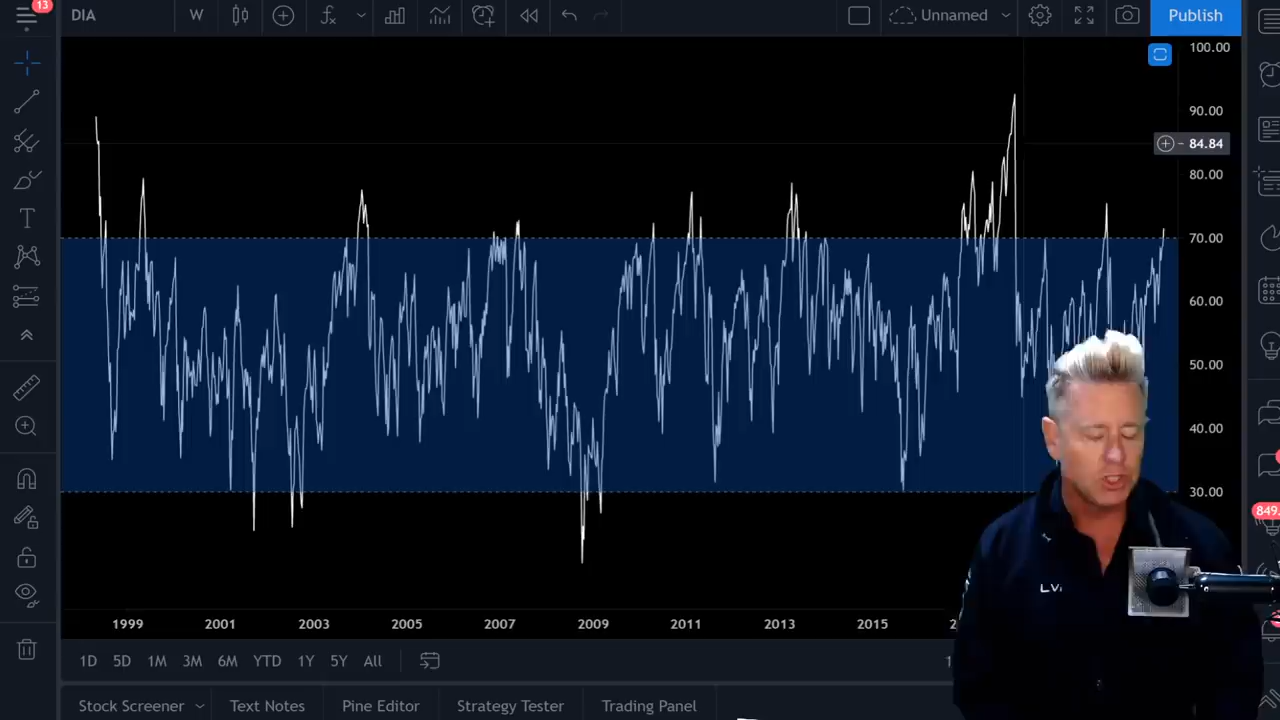 13
DIA
W
Unnamed
Publish
100.00
90.00
84.84
80.00
70.00
60.00
50.00
40.00
30.00
849.
LVI
1999
2001
2003
2005
2007
2009
2011
2013
2015
1D
5D
1M
3M
6M
YTD
1Y
5Y
All
Stock Screener
Text Notes
Pine Editor
Strategy Tester
Trading Panel